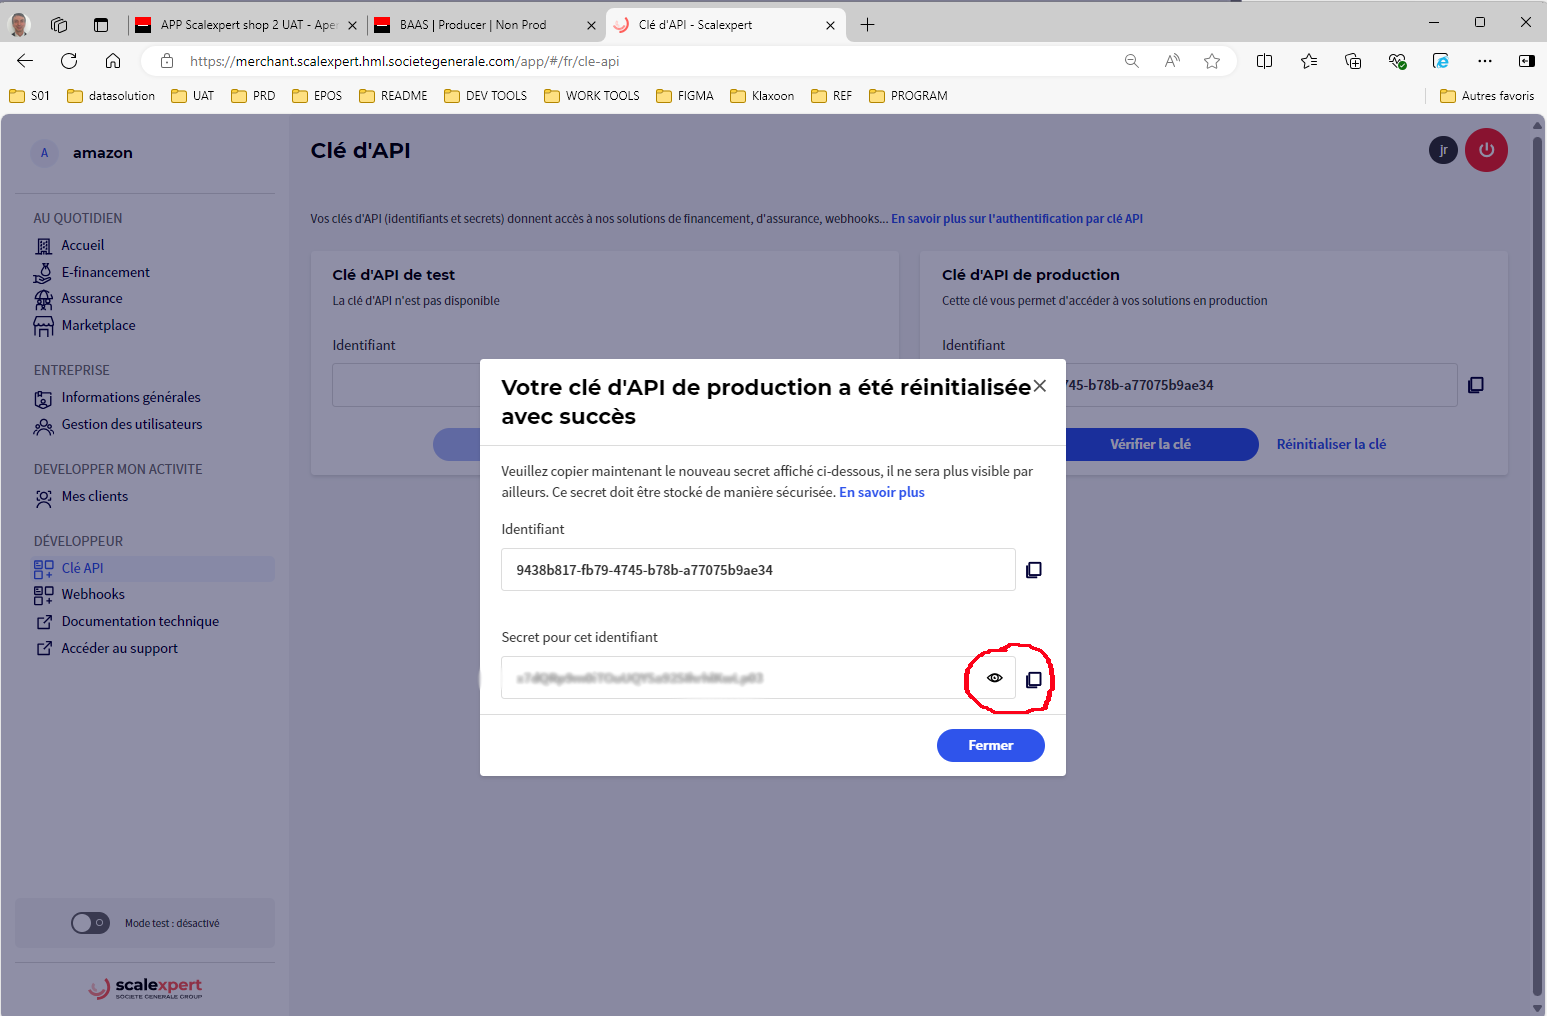 APP Scalexpert shop 2 UAT - Aper
BAAS | Producer | Non Prod
Clé d'API - Scalexpert
https://merchant.scalexpert.hml.societegenerale.com/app/#/fr/cle-api
S01
datasolution
UAT
PRD
EPOS
README
DEV TOOLS
WORK TOOLS
FIGMA
Klaxoon
REF
PROGRAM
Autres favoris
A
amazon
Clé d'API
jr
Vos clés d'API (identifiants et secrets) donnent accès à nos solutions de financement, d'assurance, webhooks... En savoir plus sur l'authentification par clé API
AU QUOTIDIEN
Accueil
E-financement
Assurance
Marketplace
ENTREPRISE
Informations générales
Gestion des utilisateurs
DEVELOPPER MON ACTIVITE
Mes clients
DÉVELOPPEUR
Clé API
Webhooks
Documentation technique
Accéder au support
Mode test : désactivé
scalexpert
SOCIETE GENERALE GROUP
Clé d'API de test
La clé d'API n'est pas disponible
Identifiant
Clé d'API de production
Cette clé vous permet d'accéder à vos solutions en production
Identifiant
745-b78b-a77075b9ae34
Vérifier la clé
Réinitialiser la clé
Votre clé d'API de production a été réinitialisée
avec succès
Veuillez copier maintenant le nouveau secret affiché ci-dessous, il ne sera plus visible par
ailleurs. Ce secret doit être stocké de manière sécurisée. En savoir plus
Identifiant
9438b817-fb79-4745-b78b-a77075b9ae34
Secret pour cet identifiant
Fermer